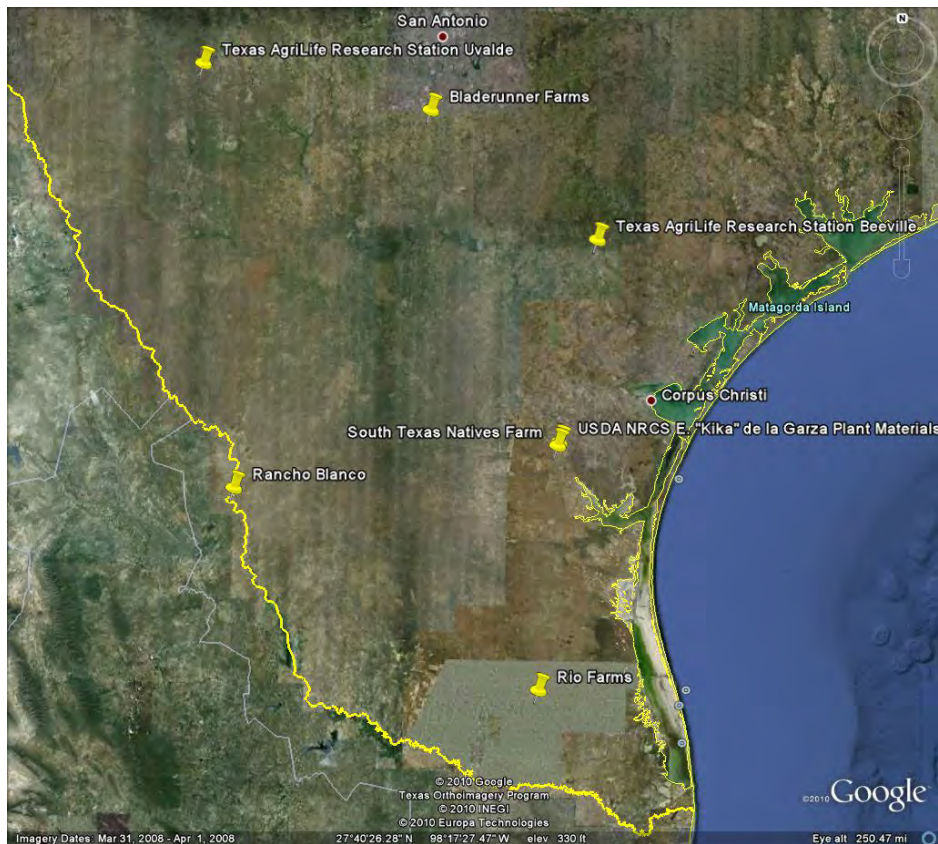 N
San Antonio
Texas AgriLife Research Station Uvalde
Bladerunner Farms
Texas AgriLife Research Station Beeville
Matagorda Island
Corpus Christi
South Texas Natives Farm
USDA NRCS E. "Kika" de la Garza Plant Materials
Rancho Blanco
Rio Farms
© 2010 Google
Texas Orthoimagery Program
© 2010 INEGI
© 2010 Europa Technologies
©2010 Google
Imagery Dates: Mar 31, 2008 - Apr 1, 2008 27°40'26.28" N 98°17'27.47" W elev 330 ft Eye alt 250.47 mi